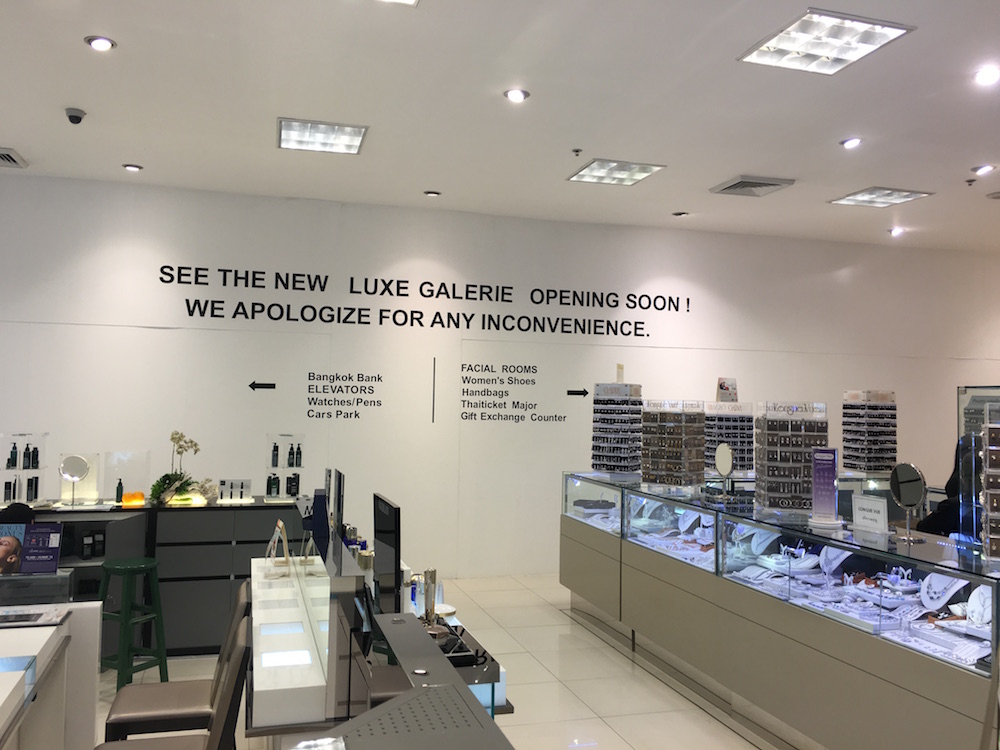 SEE THE NEW LUXE GALERIE OPENING SOON !
WE APOLOGIZE FOR ANY INCONVENIENCE.
Bangkok Bank
ELEVATORS
Watches/Pens
Cars Park
FACIAL ROOMS
Women's Shoes
Handbags
Thaiticket Major
Gift Exchange Counter